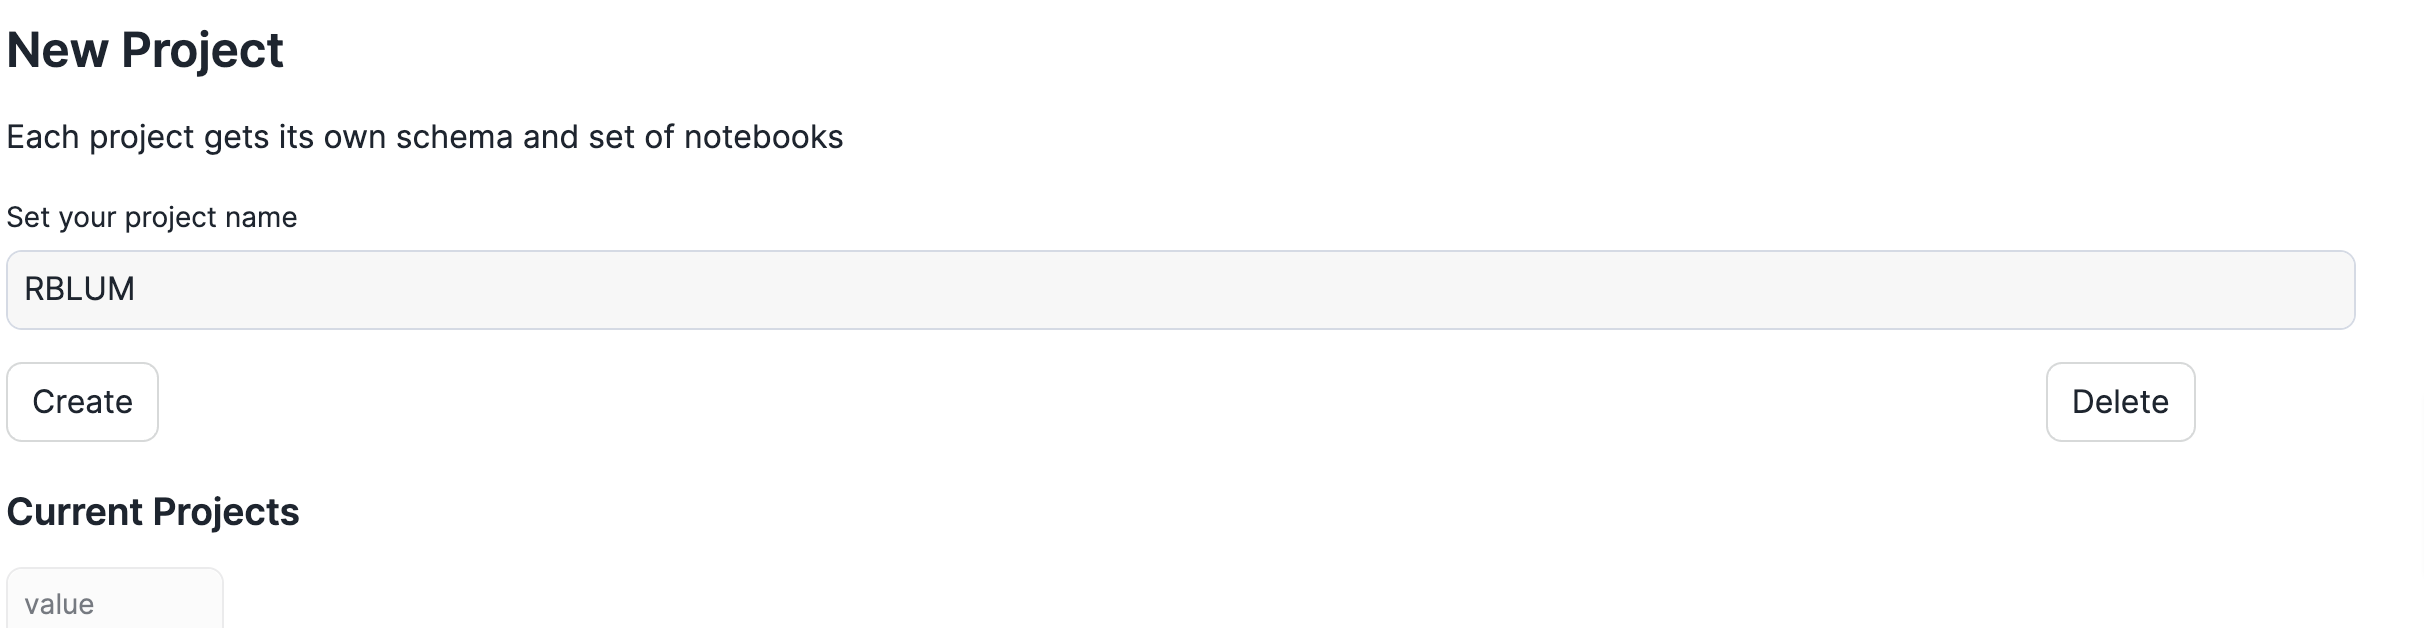 New Project
Each project gets its own schema and set of notebooks
Set your project name
RBLUM
Create Delete
Current Projects
value